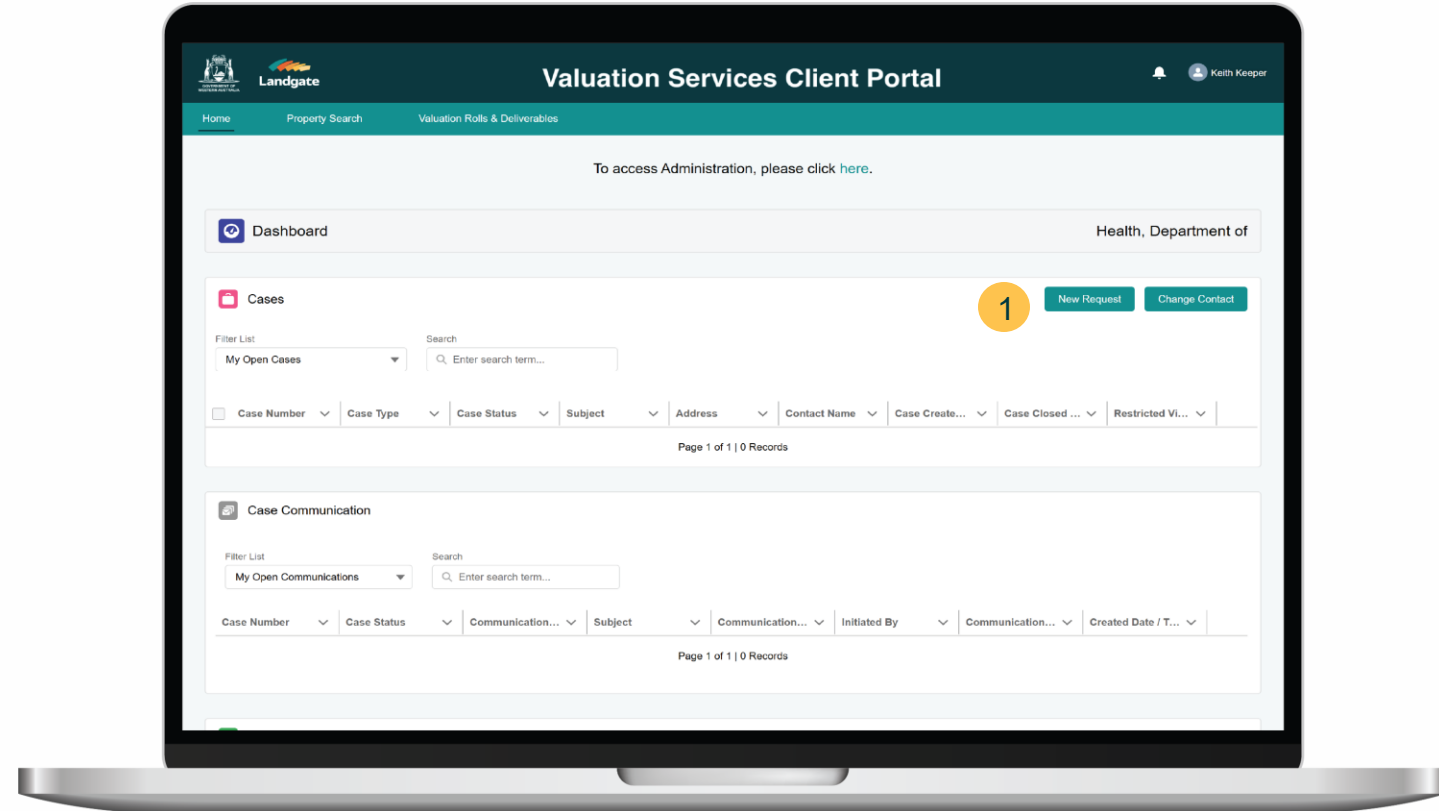 GOVERNMENT OF
WESTERN AUSTRALIA
Landgate
Valuation Services Client Portal
Keith Keeper
Home Property Search Valuation Rolls & Deliverables
To access Administration, please click here.
Dashboard Health, Department of
Cases 1 New Request Change Contact
Filter List Search
My Open Cases Enter search term...
Case Number Case Type Case Status Subject Address Contact Name Case Create... Case Closed ... Restricted Vi...
Page 1 of 1 | 0 Records
Case Communication
Filter List Search
My Open Communications Enter search term...
Case Number Case Status Communication... Subject Communication... Initiated By Communication... Created Date / T...
Page 1 of 1 | 0 Records